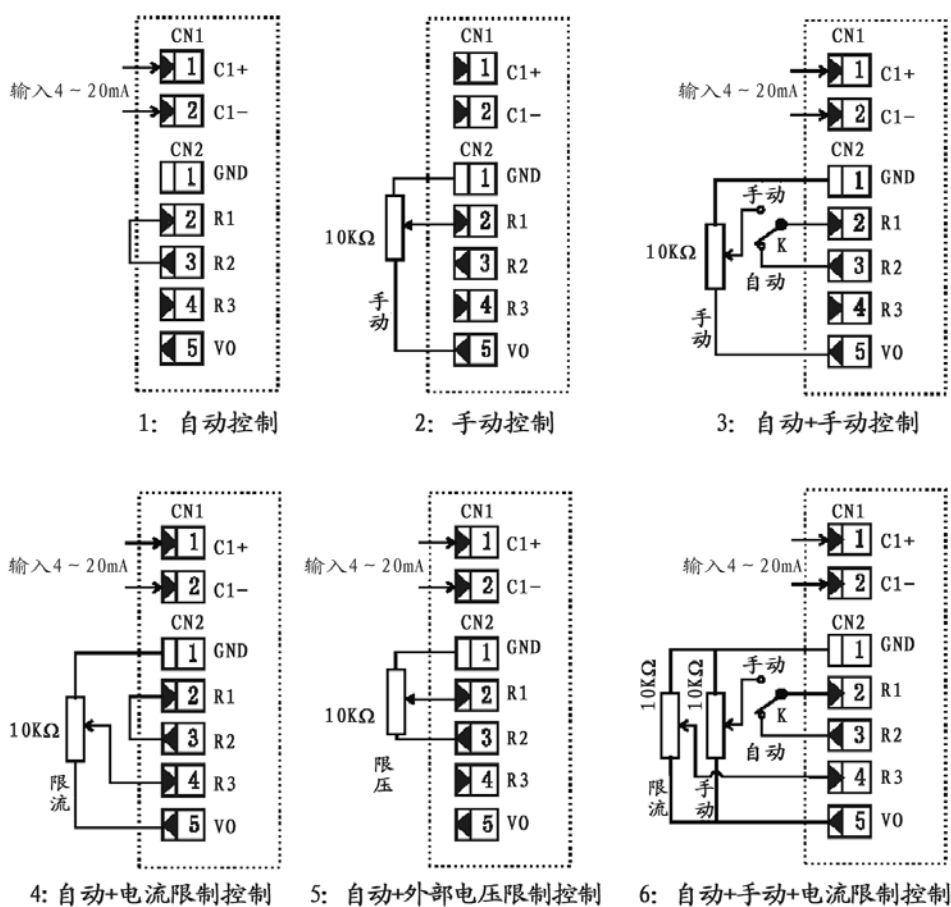 CN1
1 C1+
输入4~20mA
2 C1-
CN2
1 GND
2 R1
3 R2
4 R3
5 VO
1: 自动控制
CN1
1 C1+
2 C1-
CN2
1 GND
2 R1
10KΩ
3 R2
手动
4 R3
5 VO
2: 手动控制
CN1
1 C1+
输入4~20mA
2 C1-
CN2
1 GND
手动
2 R1
K
10KΩ
3 R2
自动
4 R3
手动
5 VO
3: 自动+手动控制
CN1
1 C1+
输入4~20mA
2 C1-
CN2
1 GND
2 R1
10KΩ
3 R2
4 R3
限流
5 VO
4: 自动+电流限制控制
CN1
1 C1+
输入4~20mA
2 C1-
CN2
1 GND
2 R1
10KΩ
3 R2
限压
4 R3
5 VO
5: 自动+外部电压限制控制
CN1
1 C1+
输入4~20mA
2 C1-
CN2
1 GND
手动
10KΩ
10KΩ
2 R1
K
3 R2
自动
4 R3
限流
手动
5 VO
6: 自动+手动+电流限制控制